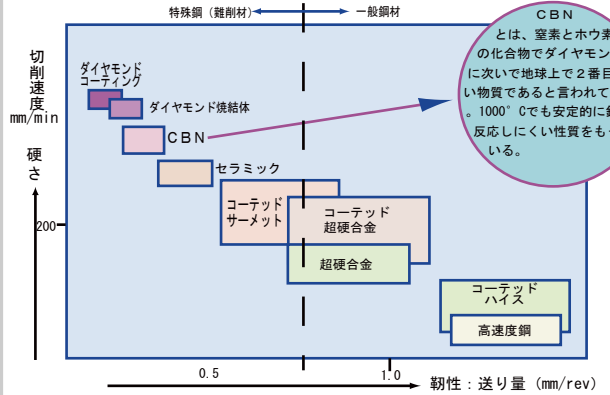 特殊鋼（難削材）
一般鋼材
切削速度
mm/min
硬さ
200
ダイヤモンド
コーティング
ダイヤモンド焼結体
CBN
セラミック
コーテッド
サーメット
コーテッド
超硬合金
超硬合金
コーテッド
ハイス
高速度鋼
0.5
1.0
靭性：送り量（mm/rev）
CBN
とは、窒素とホウ素
の化合物でダイヤモン
に次いで地球上で２番目
い物質であると言われて
。1000°Cでも安定的に
反応しにくい性質をも
いる。